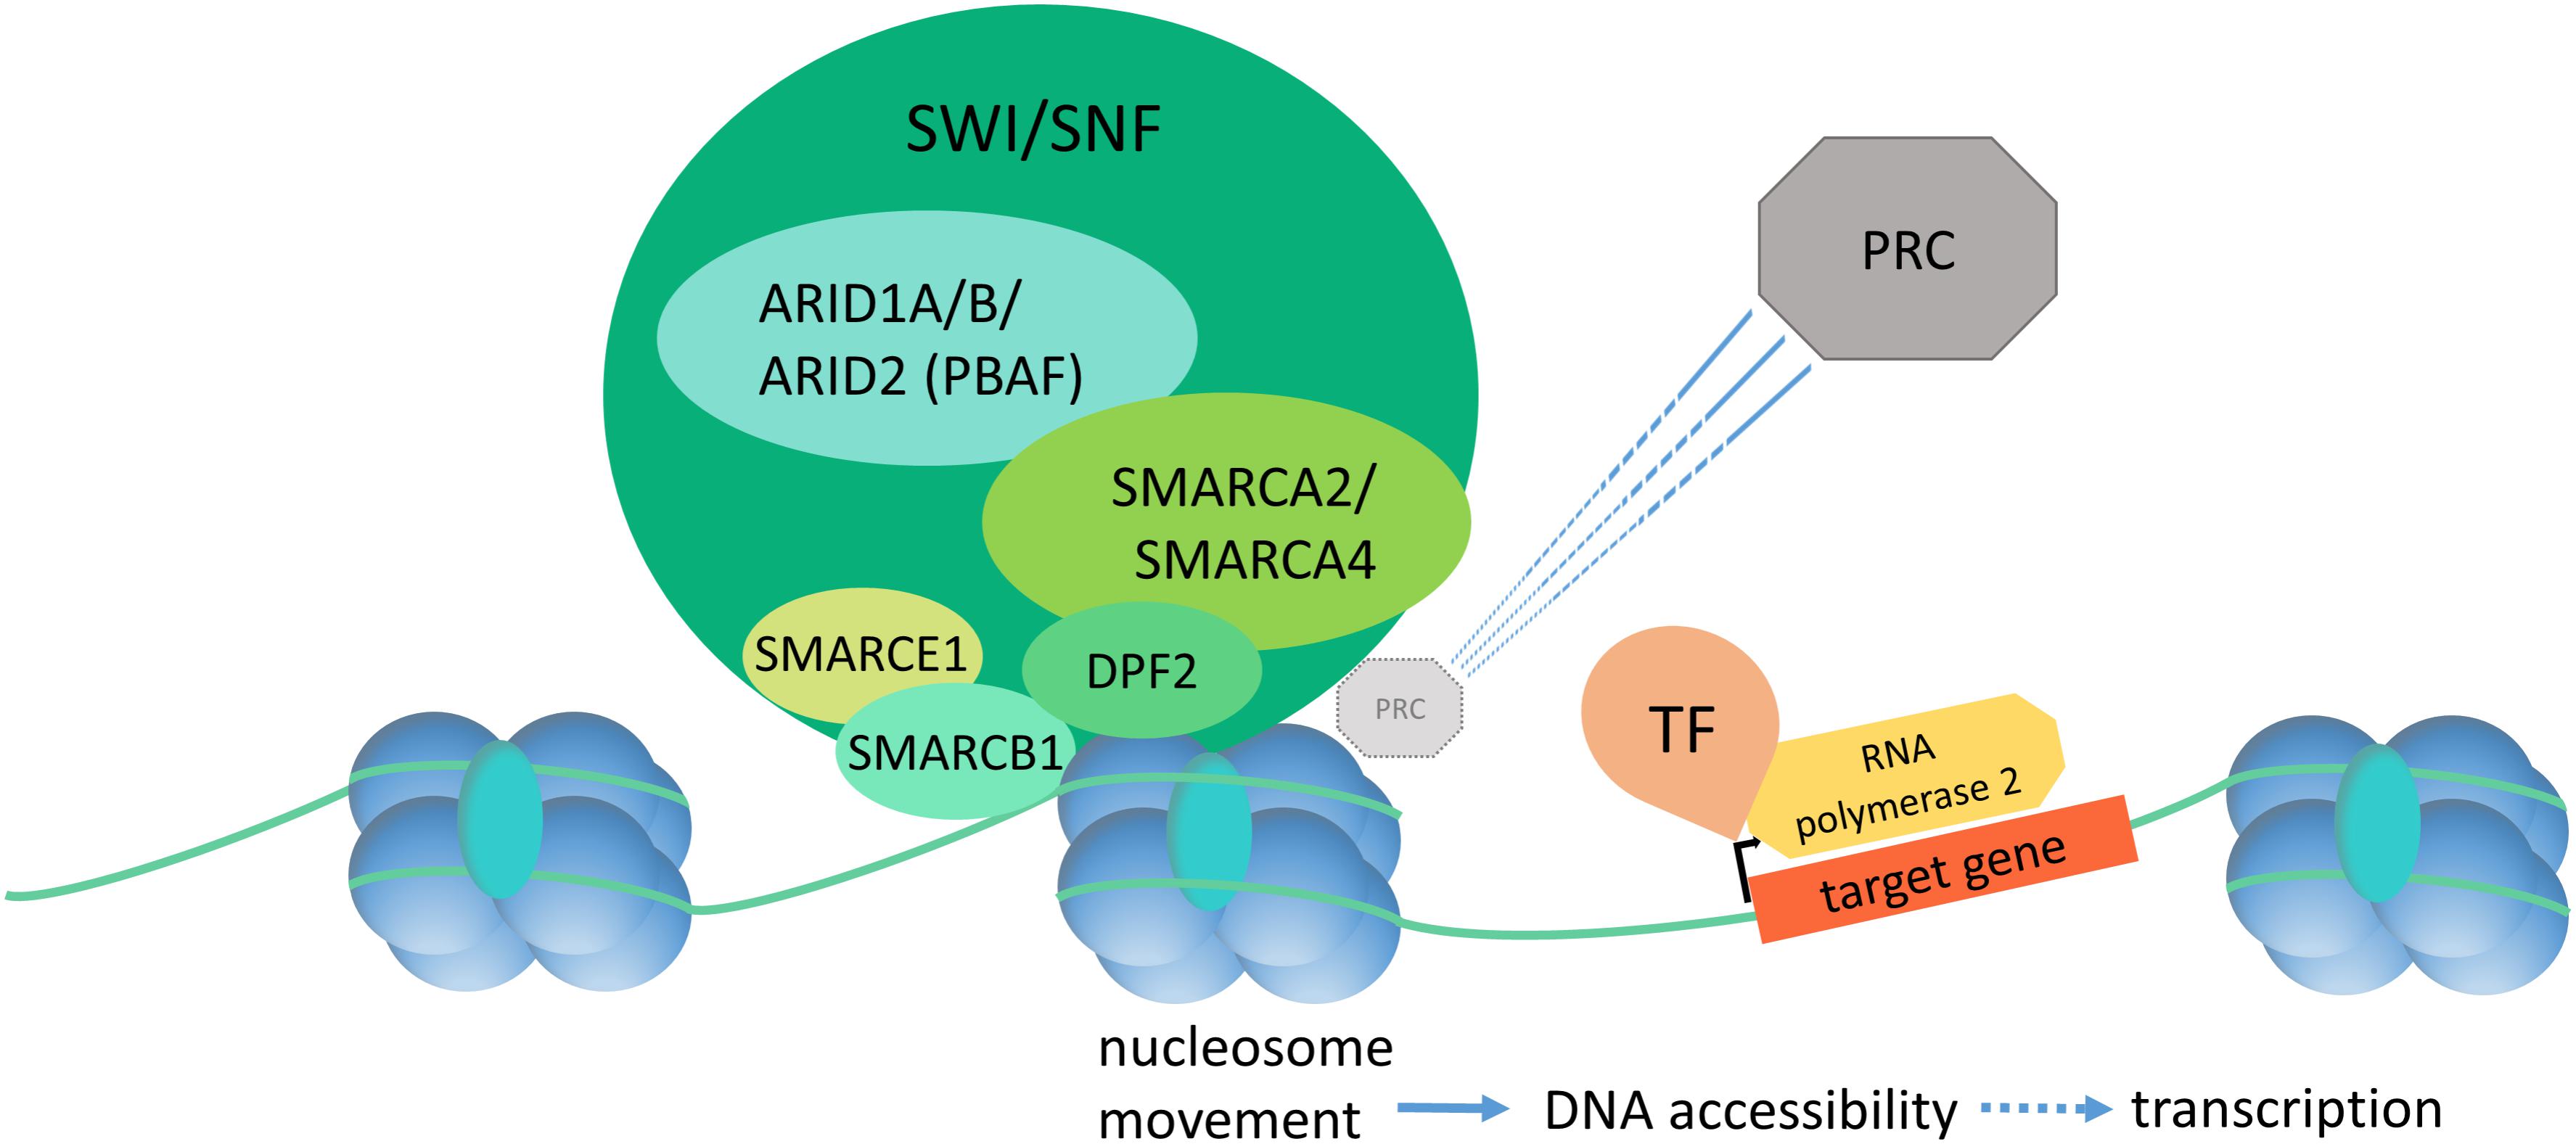 SWI/SNF
ARID1A/B/
ARID2 (PBAF)
SMARCA2/
SMARCA4
SMARCE1
DPF2
SMARCB1
PRC
PRC
TF
RNA
polymerase 2
target gene
nucleosome
movement
DNA accessibility
transcription